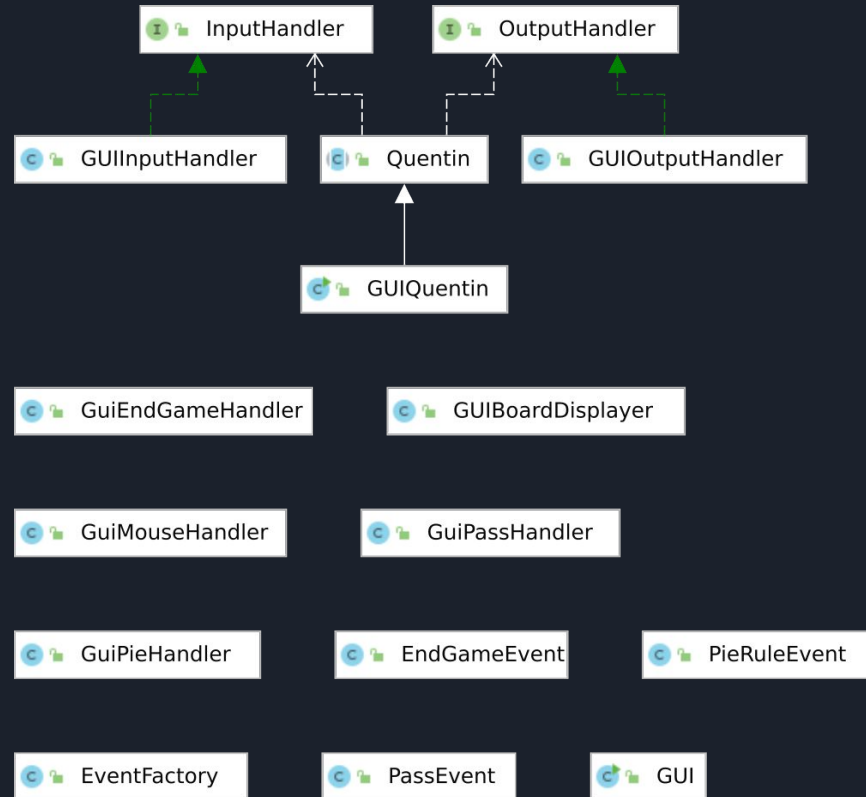 InputHandler OutputHandler
GUIInputHandler Quentin GUIOutputHandler
GUIQuentin
GuiEndGameHandler GUIBoardDisplayer
GuiMouseHandler GuiPassHandler
GuiPieHandler EndGameEvent PieRuleEvent
EventFactory PassEvent GUI